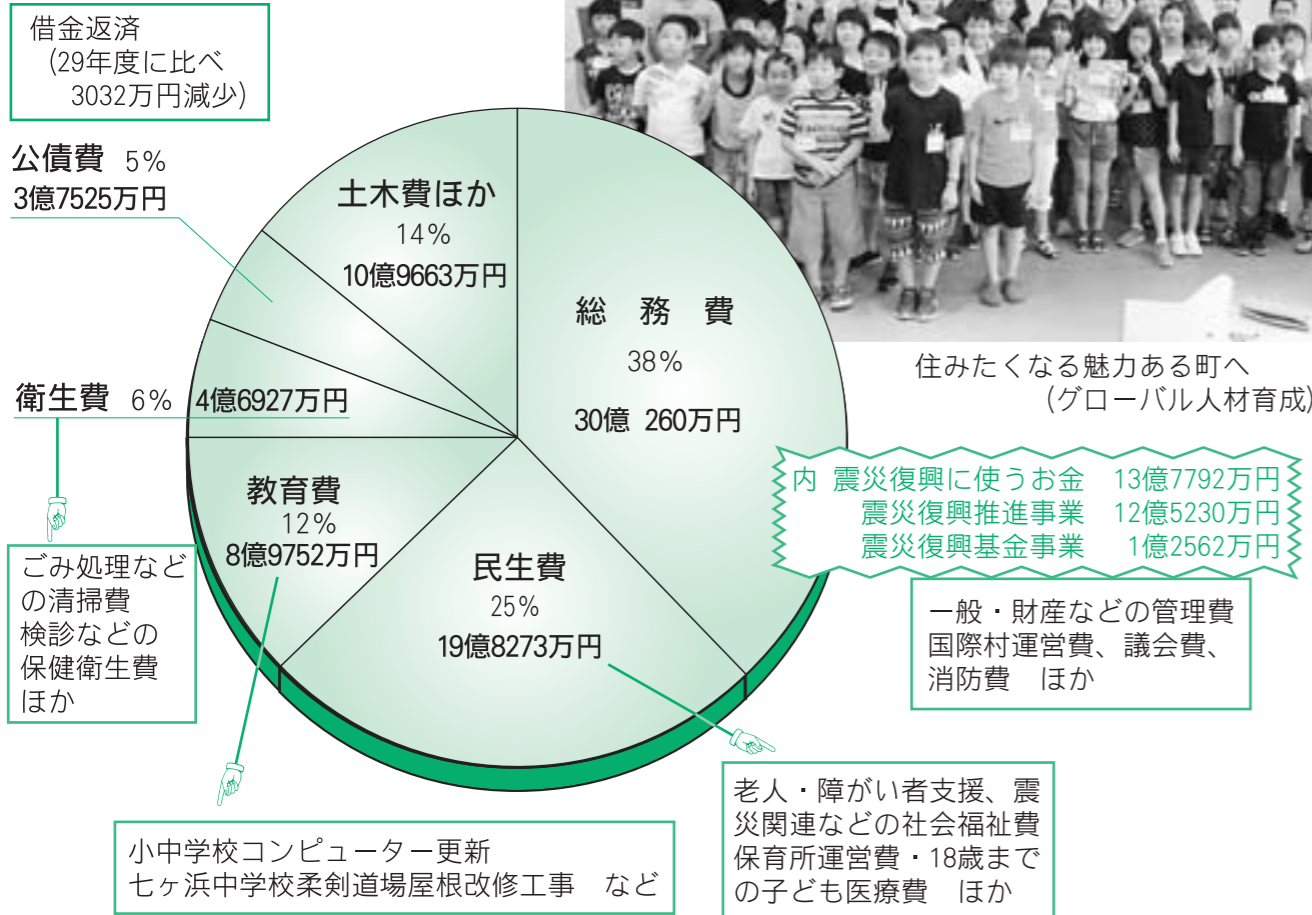 借金返済
(29年度に比べ
3032万円減少)
公債費 5%
3億7525万円
土木費ほか
14%
10億9663万円
総 務 費
38%
30億 260万円
住みたくなる魅力ある町へ
(グローバル人材育成)
衛生費 6% 4億6927万円
内 震災復興に使うお金 13億7792万円
震災復興推進事業 12億5230万円
震災復興基金事業 1億2562万円
教育費
12%
8億9752万円
民生費
25%
19億8273万円
ごみ処理など
の清掃費
検診などの
保健衛生費
ほか
一般・財産などの管理費
国際村運営費、議会費、
消防費 ほか
小中学校コンピューター更新
七ヶ浜中学校柔剣道場屋根改修工事 など
老人・障がい者支援、震
災関連などの社会福祉費
保育所運営費・18歳まで
の子ども医療費 ほか